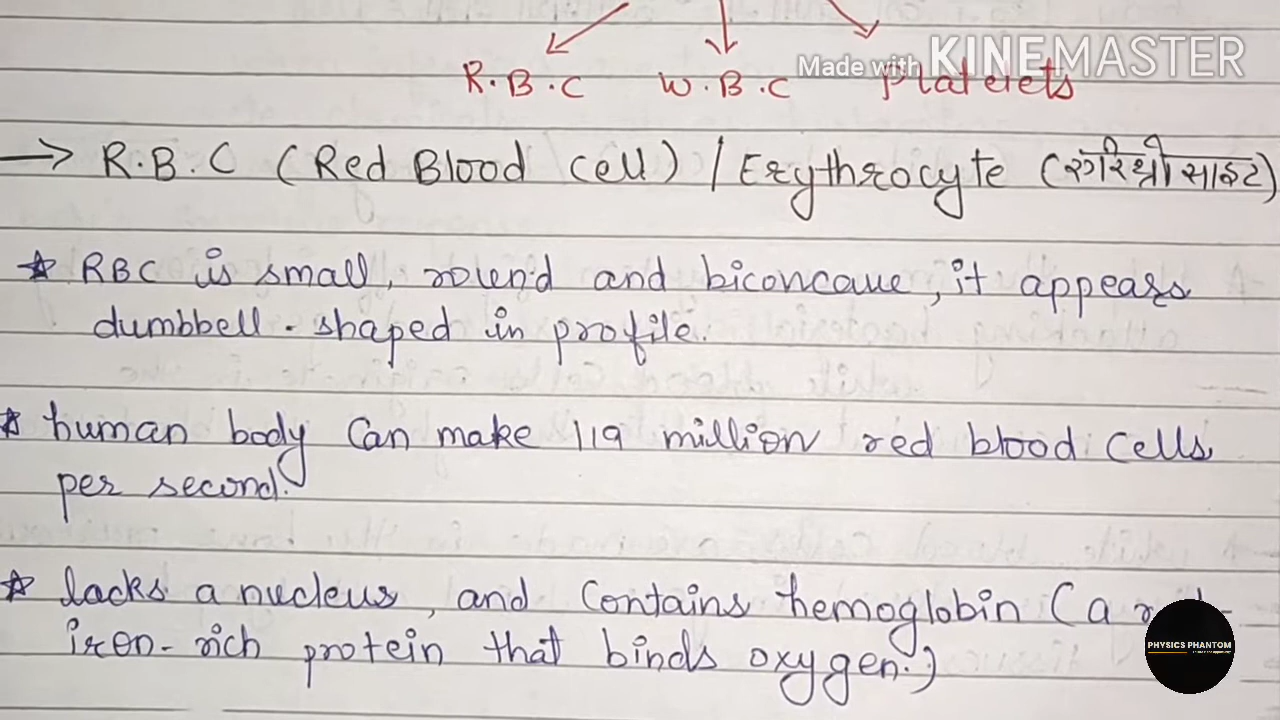 Made with KINEMASTER
R.B.C W.B.C Platelets
→ R.B.C (Red Blood Cell) / Erythrocyte (एरिथ्रोसाइट)
☆ RBC is small, round and biconcave, it appears
dumbbell-shaped in profile.
☆ human body can make 119 million red blood cells
per second.
☆ lacks a nucleus, and contains hemoglobin (a
iron-rich protein that binds oxygen.)
PHYSICS PHANTOM